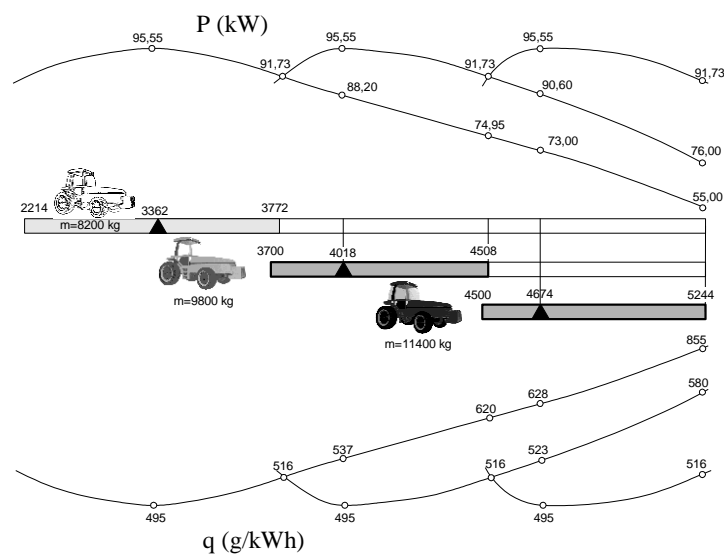 P (kW)
95,55 95,55 95,55
91,73 91,73 91,73
88,20 90,60
74,95 73,00 76,00
55,00
2214 3362 3772
m=8200 kg
3700 4018 4508
m=9800 kg
4500 4674 5244
m=11400 kg
855
628 580
620
537 523
516 516 516
495 495 495
q (g/kWh)